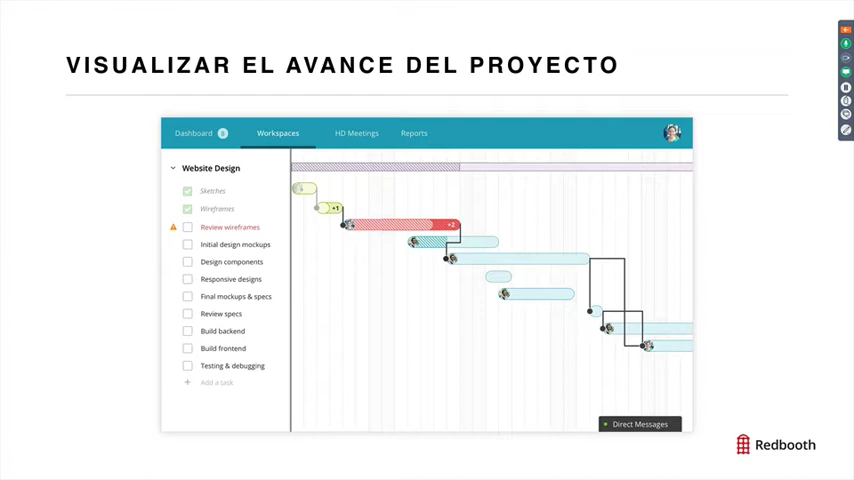 VISUALIZAR EL AVANCE DEL PROYECTO
Dashboard 8 Workspaces HD Meetings Reports
Website Design
Sketches
Wireframes
+1
Review wireframes
+2
Initial design mockups
Design components
Responsive designs
Final mockups & specs
Review specs
Build backend
Build frontend
Testing & debugging
+ Add a task
Direct Messages
Redbooth